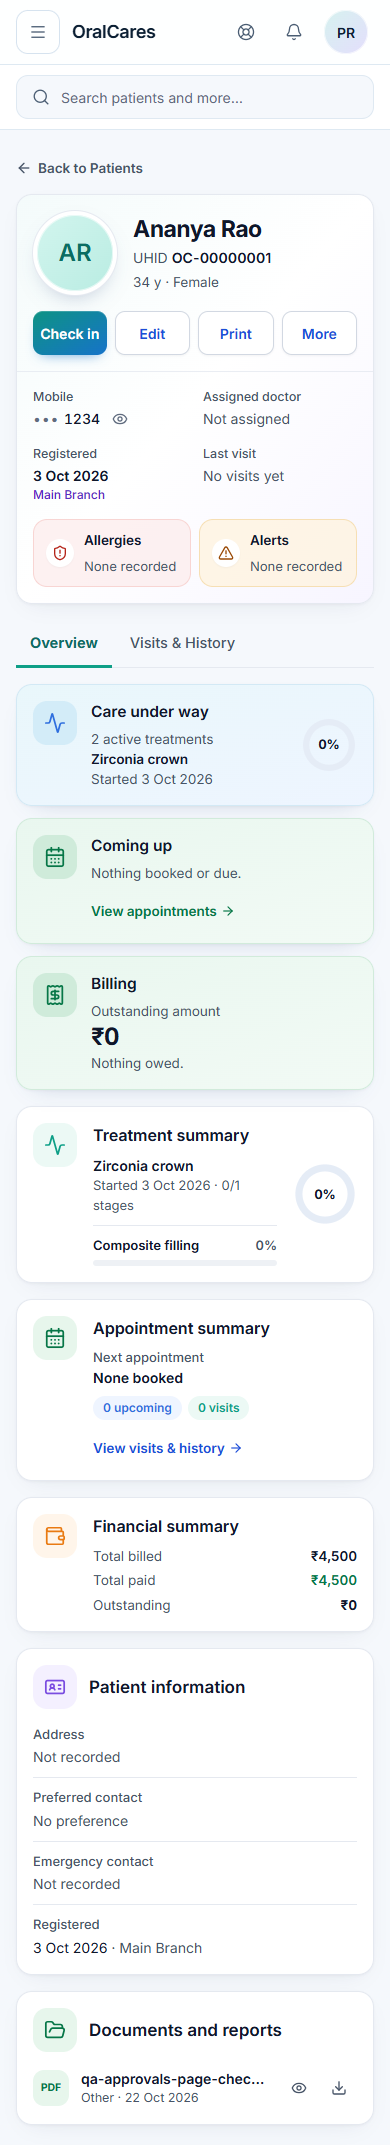 OralCares
PR
Search patients and more...
Back to Patients
AR
Ananya Rao
UHID OC-00000001
34 y · Female
Check in
Edit
Print
More
Mobile
Assigned doctor
••• 1234
Not assigned
Registered
Last visit
3 Oct 2026
No visits yet
Main Branch
Allergies
None recorded
Alerts
None recorded
Overview
Visits & History
Care under way
2 active treatments
Zirconia crown
Started 3 Oct 2026
0%
Coming up
Nothing booked or due.
View appointments →
Billing
Outstanding amount
₹0
Nothing owed.
Treatment summary
Zirconia crown
Started 3 Oct 2026 · 0/1
stages
0%
Composite filling 0%
Appointment summary
Next appointment
None booked
0 upcoming
0 visits
View visits & history →
Financial summary
Total billed ₹4,500
Total paid ₹4,500
Outstanding ₹0
Patient information
Address
Not recorded
Preferred contact
No preference
Emergency contact
Not recorded
Registered
3 Oct 2026 · Main Branch
Documents and reports
PDF
qa-approvals-page-chec...
Other · 22 Oct 2026